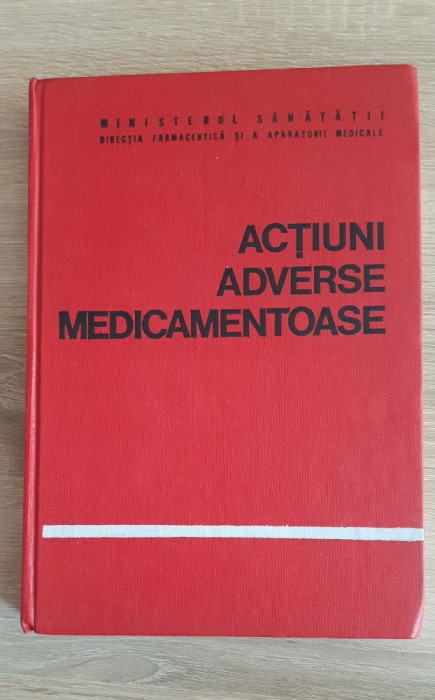 MINISTERUL SĂNĂTĂȚII
DIRECȚIA FARMACEUTICĂ ȘI A APARATURII MEDICALE
ACȚIUNI
ADVERSE
MEDICAMENTOASE